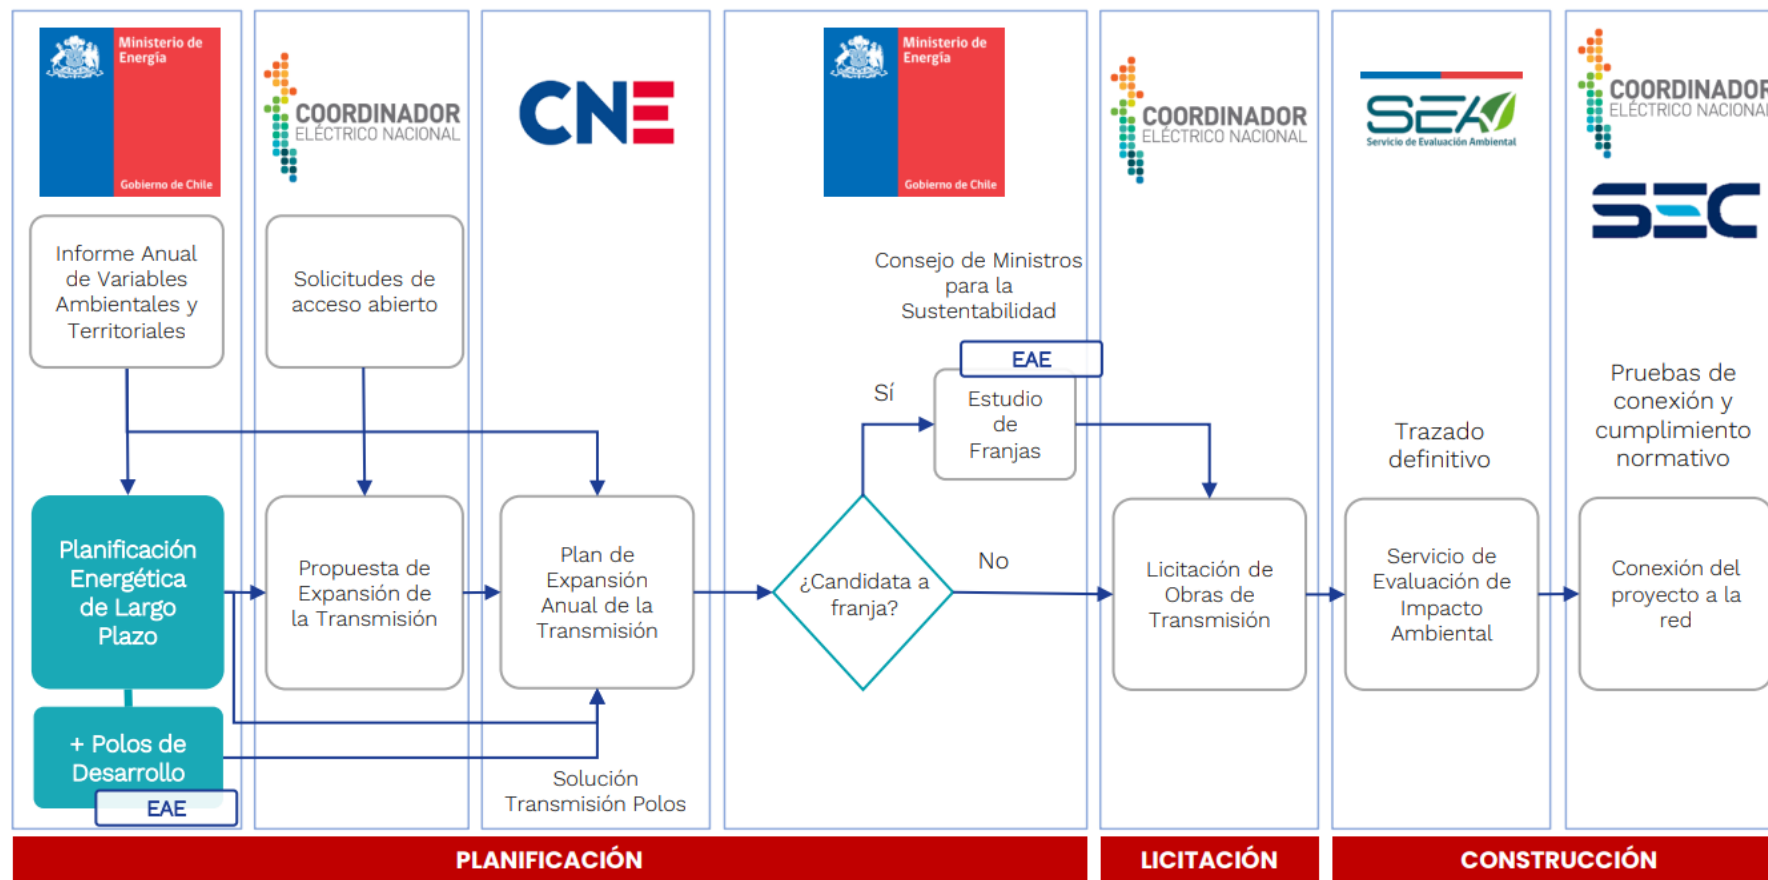 Ministerio de
Energía
Gobierno de Chile
COORDINADOR
ELÉCTRICO NACIONAL
CNE
Ministerio de
Energía
Gobierno de Chile
COORDINADOR
ELÉCTRICO NACIONAL
SEA
Servicio de Evaluación Ambiental
COORDINADOR
ELÉCTRICO NACIONAL
SEC
Informe Anual
de Variables
Ambientales y
Territoriales
Solicitudes de
acceso abierto
Consejo de Ministros
para la
Sustentabilidad
EAE
Sí
Estudio
de
Franjas
Trazado
definitivo
Pruebas de
conexión y
cumplimiento
normativo
Planificación
Energética
de Largo
Plazo
Propuesta de
Expansión de
la Transmisión
Plan de
Expansión
Anual de la
Transmisión
¿Candidata a
franja?
No
Licitación de
Obras de
Transmisión
Servicio de
Evaluación de
Impacto
Ambiental
Conexión del
proyecto a la
red
+ Polos de
Desarrollo
EAE
Solución
Transmisión Polos
PLANIFICACIÓN
LICITACIÓN
CONSTRUCCIÓN